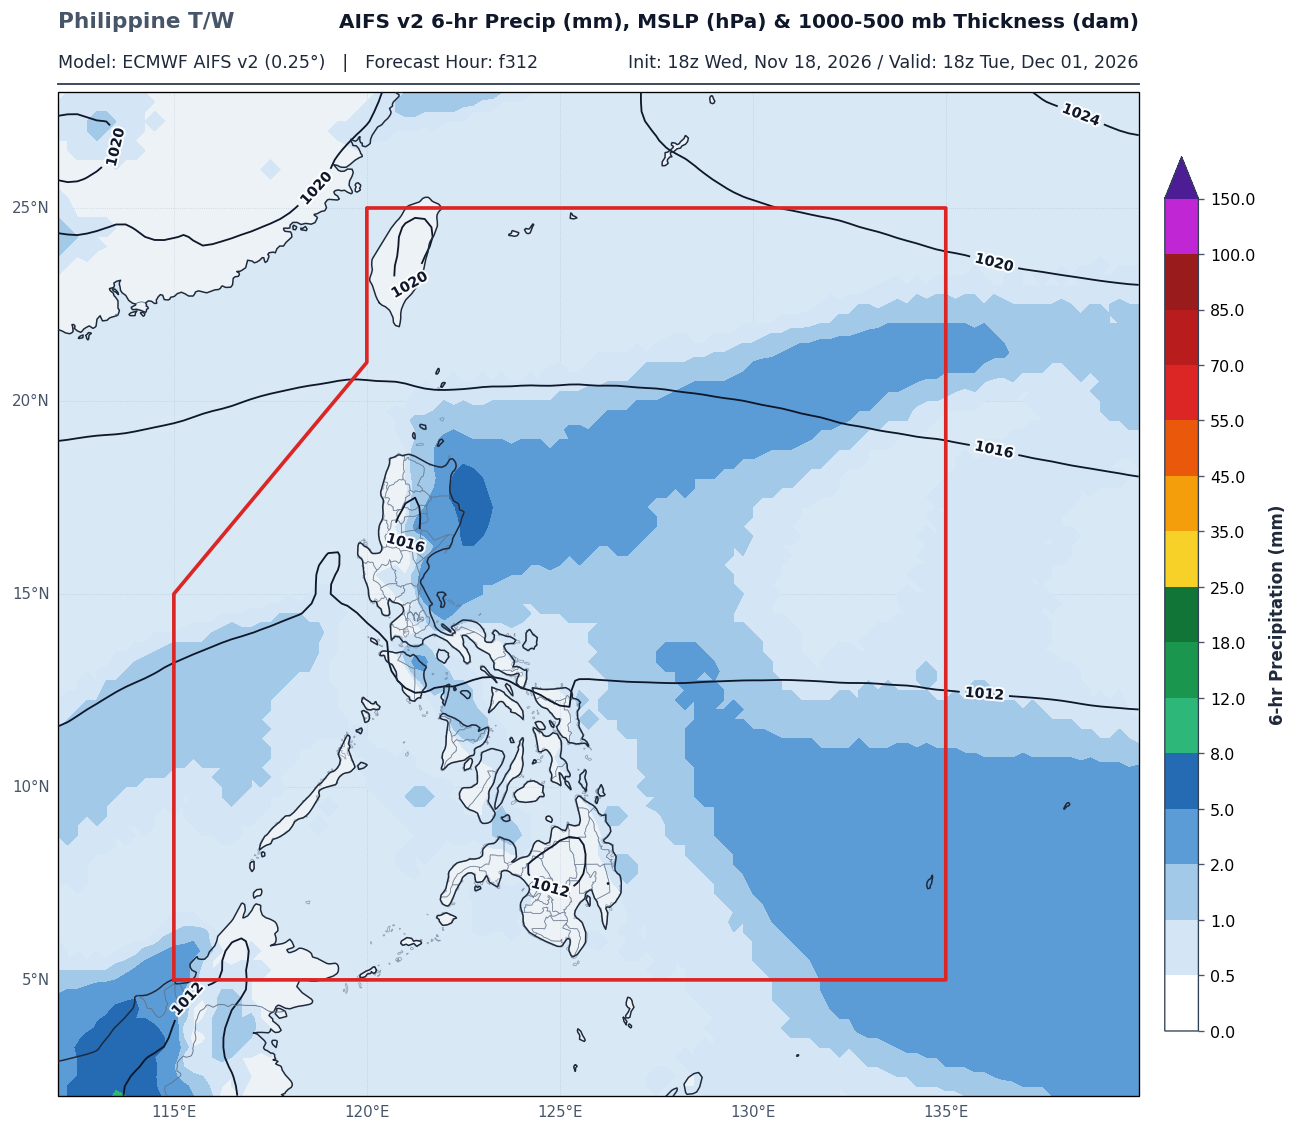 Philippine T/W
AIFS v2 6-hr Precip (mm), MSLP (hPa) & 1000-500 mb Thickness (dam)
Model: ECMWF AIFS v2 (0.25°) | Forecast Hour: f312
Init: 18z Wed, Nov 18, 2026 / Valid: 18z Tue, Dec 01, 2026
1024
1020
1020
1020
1020
1016
1016
1012
1012
1012
25°N
20°N
15°N
10°N
5°N
115°E
120°E
125°E
130°E
135°E
150.0
100.0
85.0
70.0
55.0
45.0
35.0
25.0
18.0
12.0
8.0
5.0
2.0
1.0
0.5
0.0
6-hr Precipitation (mm)